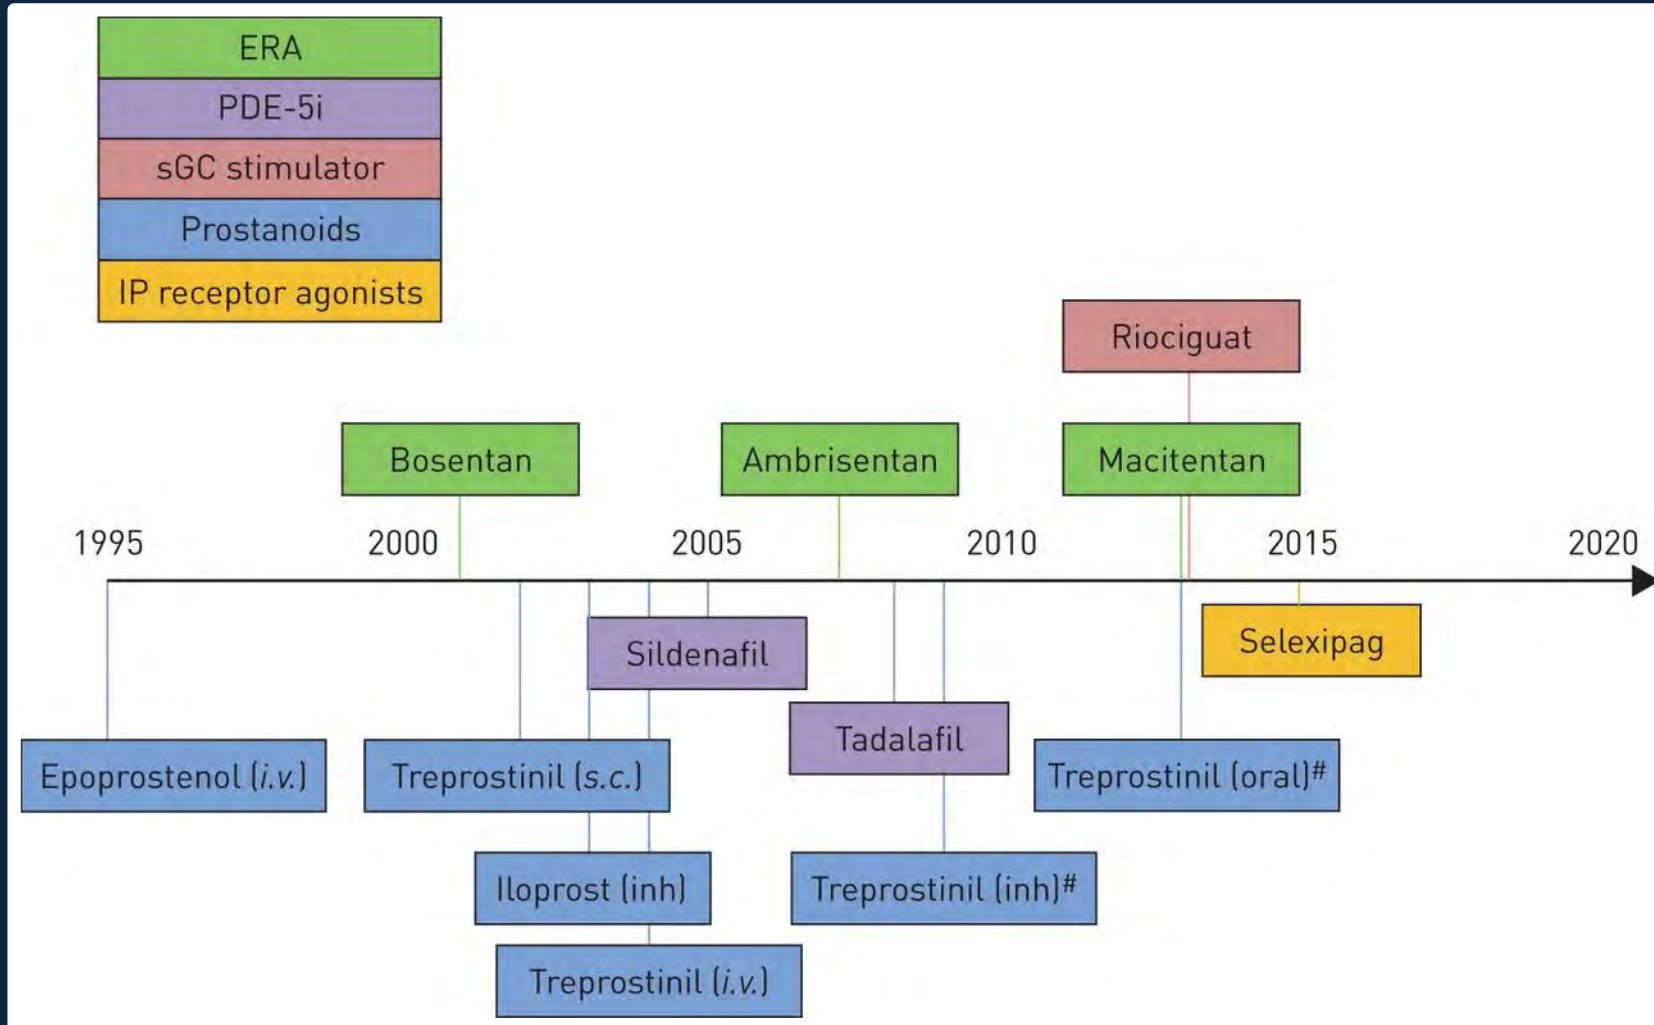 ERA
PDE-5i
sGC stimulator
Prostanoids
IP receptor agonists
Riociguat
Bosentan
Ambrisentan
Macitentan
1995 2000 2005 2010 2015 2020
Sildenafil
Selexipag
Tadalafil
Epoprostenol (i.v.)
Treprostinil (s.c.)
Treprostinil (oral)#
Iloprost (inh)
Treprostinil (inh)#
Treprostinil (i.v.)